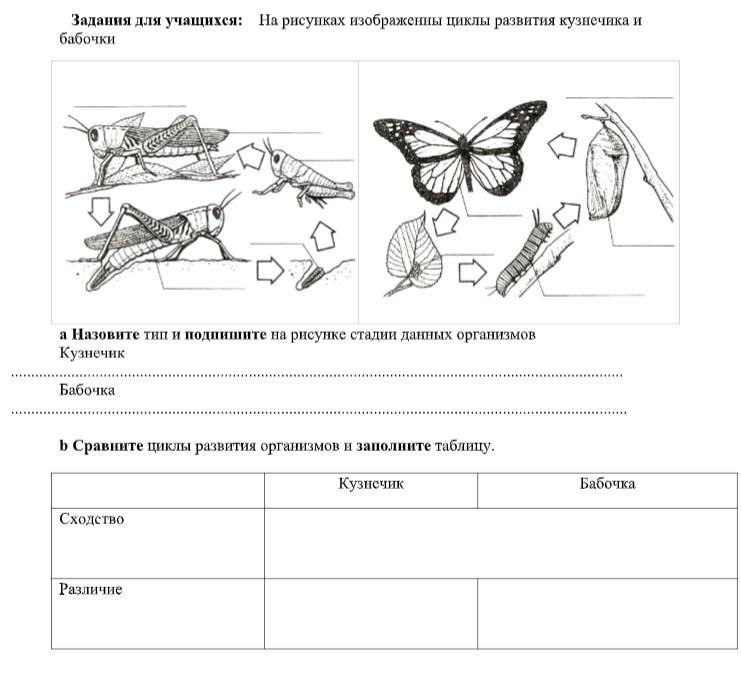 Задания для учащихся: На рисунках изображенны циклы развития кузнечика и
бабочки
а Назовите тип и подпишите на рисунке стадии данных организмов
Кузнечик
Бабочка
b Сравните циклы развития организмов и заполните таблицу.
Кузнечик Бабочка
Сходство
Различие